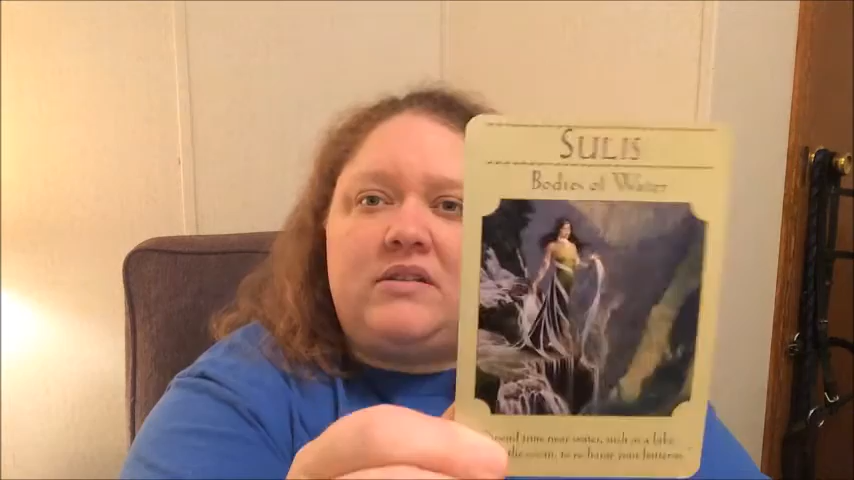 SULIS
Bodies of Water
Spend time near water, such as a lake
the ocean, to recharge your batteries.